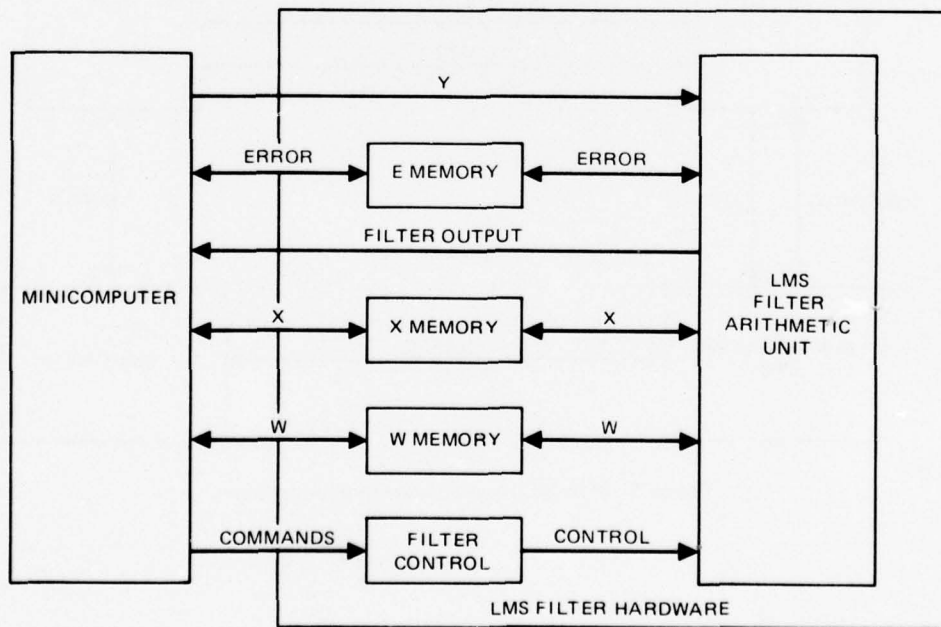 Y
ERROR
E MEMORY
ERROR
FILTER OUTPUT
MINICOMPUTER
LMS
FILTER
ARITHMETIC
UNIT
X
X MEMORY
X
W
W MEMORY
W
COMMANDS
FILTER
CONTROL
CONTROL
LMS FILTER HARDWARE